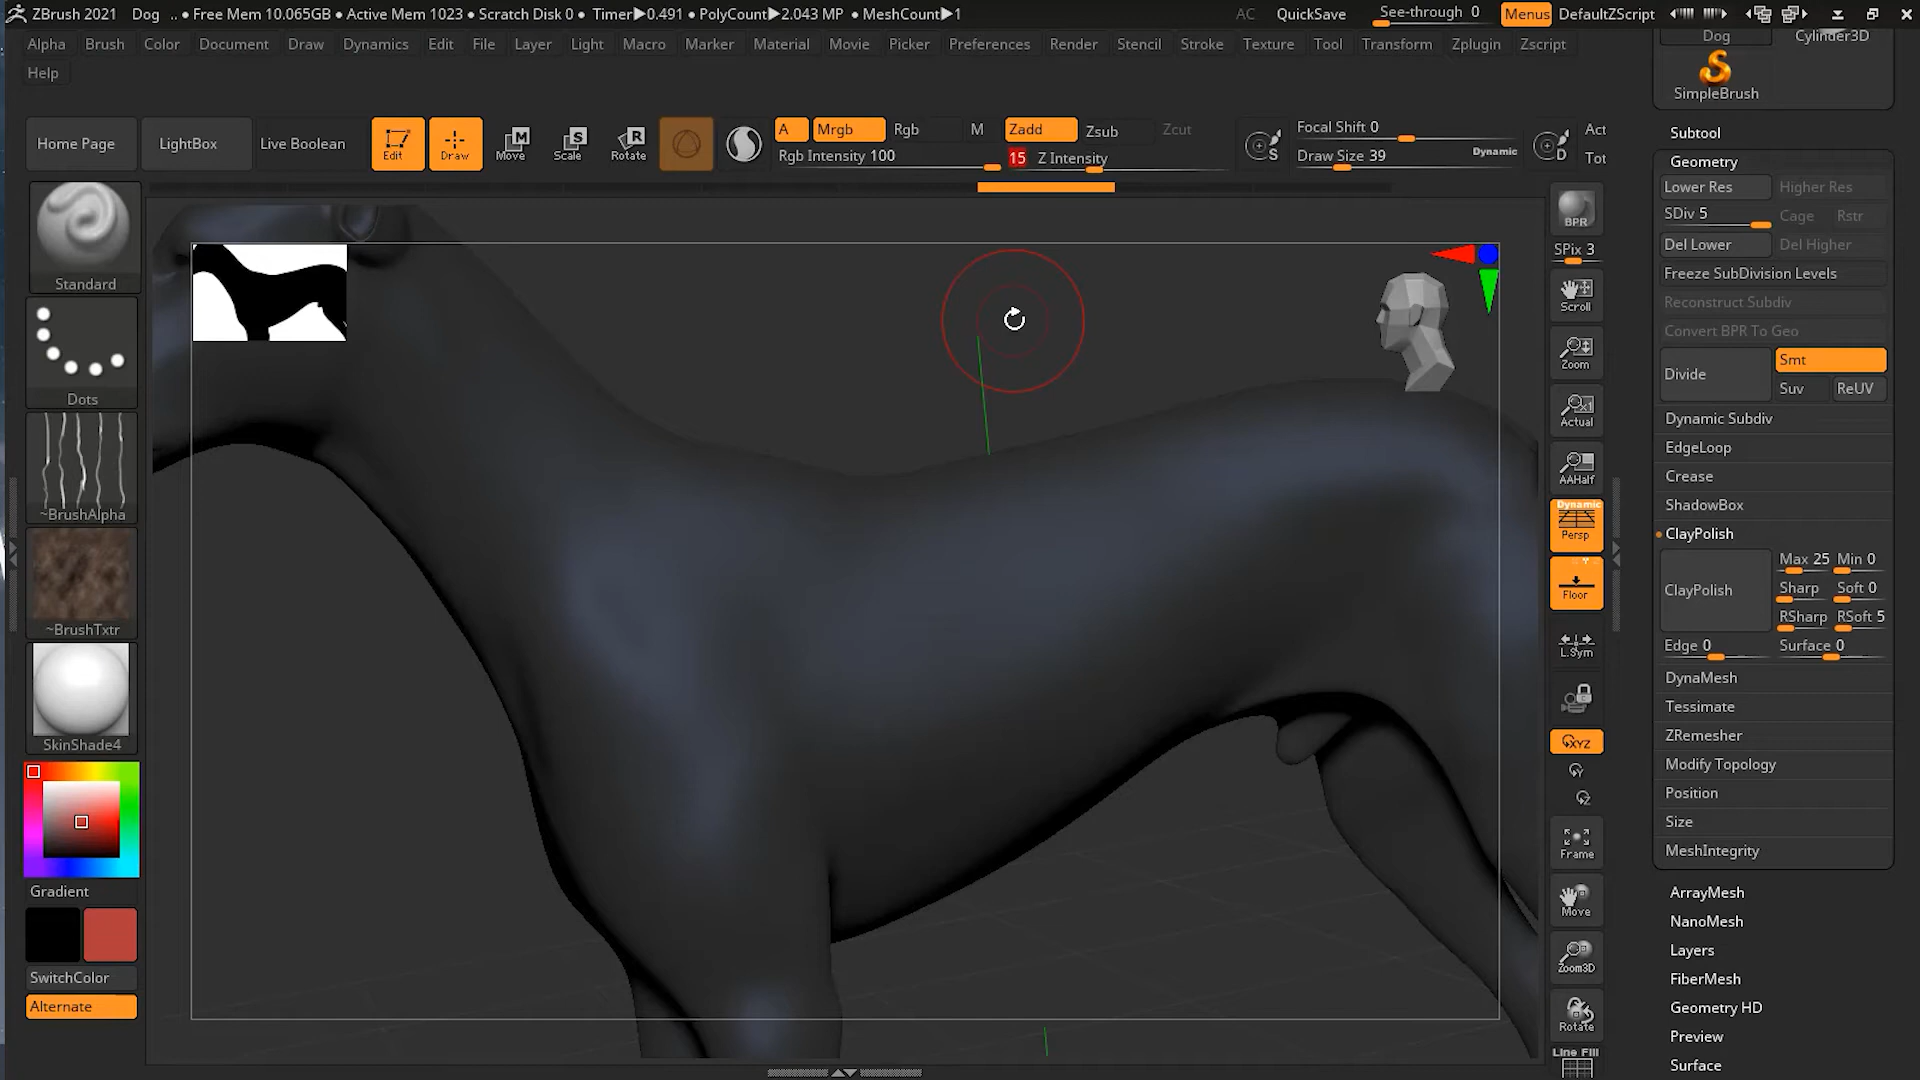 ZBrush 2021 Dog .. • Free Mem 10.065GB • Active Mem 1023 • Scratch Disk 0 • Timer▶0.491 • PolyCount▶2.043 MP • MeshCount▶1
AC QuickSave See-through 0 Menus DefaultZScript
Alpha Brush Color Document Draw Dynamics Edit File Layer Light Macro Marker Material Movie Picker Preferences Render Stencil Stroke Texture Tool Transform Zplugin Zscript
Help
Home Page LightBox Live Boolean Edit Draw Move Scale Rotate
M S R
A Mrgb Rgb M Zadd Zsub Zcut
Rgb Intensity 100 15 Z Intensity
S Focal Shift 0
Draw Size 39 Dynamic
D Act
Tot
Standard
Dots
~BrushAlpha
~BrushTxtr
SkinShade4
Gradient
SwitchColor
Alternate
BPR
SPix 3
Scroll
Zoom
Actual
AAHalf
Dynamic
Persp
Floor
L.Sym
XYZ
Y
Z
Frame
Move
Zoom3D
Rotate
Line Fill
Dog Cylinder3D
SimpleBrush
Subtool
Geometry
Lower Res Higher Res
SDiv 5 Cage Rstr
Del Lower Del Higher
Freeze SubDivision Levels
Reconstruct Subdiv
Convert BPR To Geo
Divide Smt
Suv ReUV
Dynamic Subdiv
EdgeLoop
Crease
ShadowBox
ClayPolish
ClayPolish Max 25 Min 0
Sharp Soft 0
RSharp RSoft 5
Edge 0 Surface 0
DynaMesh
Tessimate
ZRemesher
Modify Topology
Position
Size
MeshIntegrity
ArrayMesh
NanoMesh
Layers
FiberMesh
Geometry HD
Preview
Surface